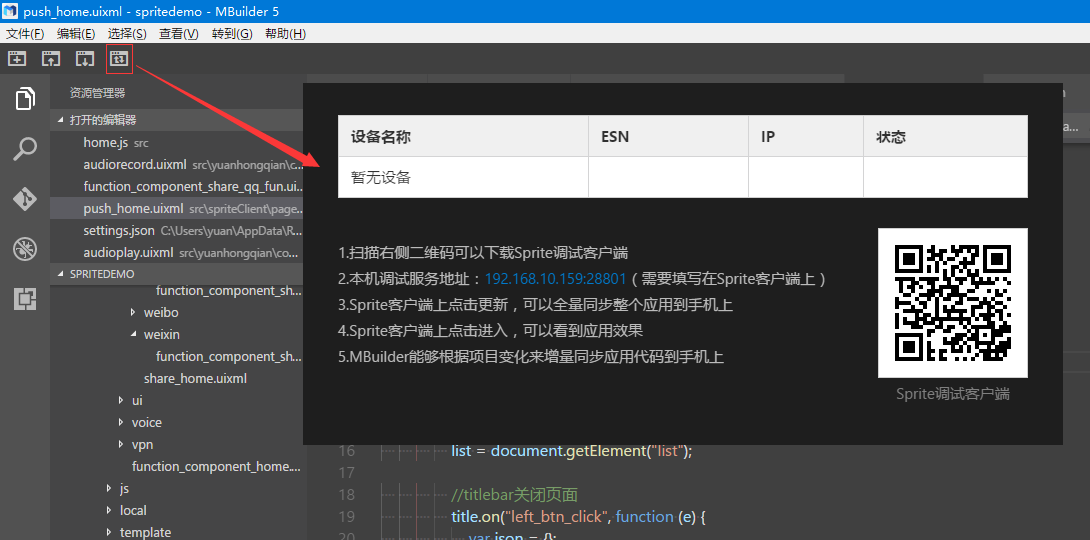 push_home.uixml - spritedemo - MBuilder 5
文件(F) 编辑(E) 选择(S) 查看(V) 转到(G) 帮助(H)
资源管理器
打开的编辑器
home.js src
audiorecord.uixml src\yuanhongqian\c...
function_component_share_qq_fun.ui...
push_home.uixml src\spriteClient\page...
settings.json C:\Users\yuan\AppData\R...
audioplay.uixml src\yuanhongqian\co...
SPRITEDEMO
function_component_sh...
weibo
weixin
function_component_sh...
share_home.uixml
ui
voice
vpn
function_component_home....
js
local
template
设备名称 ESN IP 状态
暂无设备
1.扫描右侧二维码可以下载Sprite调试客户端
2.本机调试服务地址：192.168.10.159:28801（需要填写在Sprite客户端上）
3.Sprite客户端上点击更新，可以全量同步整个应用到手机上
4.Sprite客户端上点击进入，可以看到应用效果
5.MBuilder能够根据项目变化来增量同步应用代码到手机上
Sprite调试客户端
16 list = document.getElement("list");
17
18 //titlebar关闭页面
19 title.on("left_btn_click", function (e) {
20 var json = {};